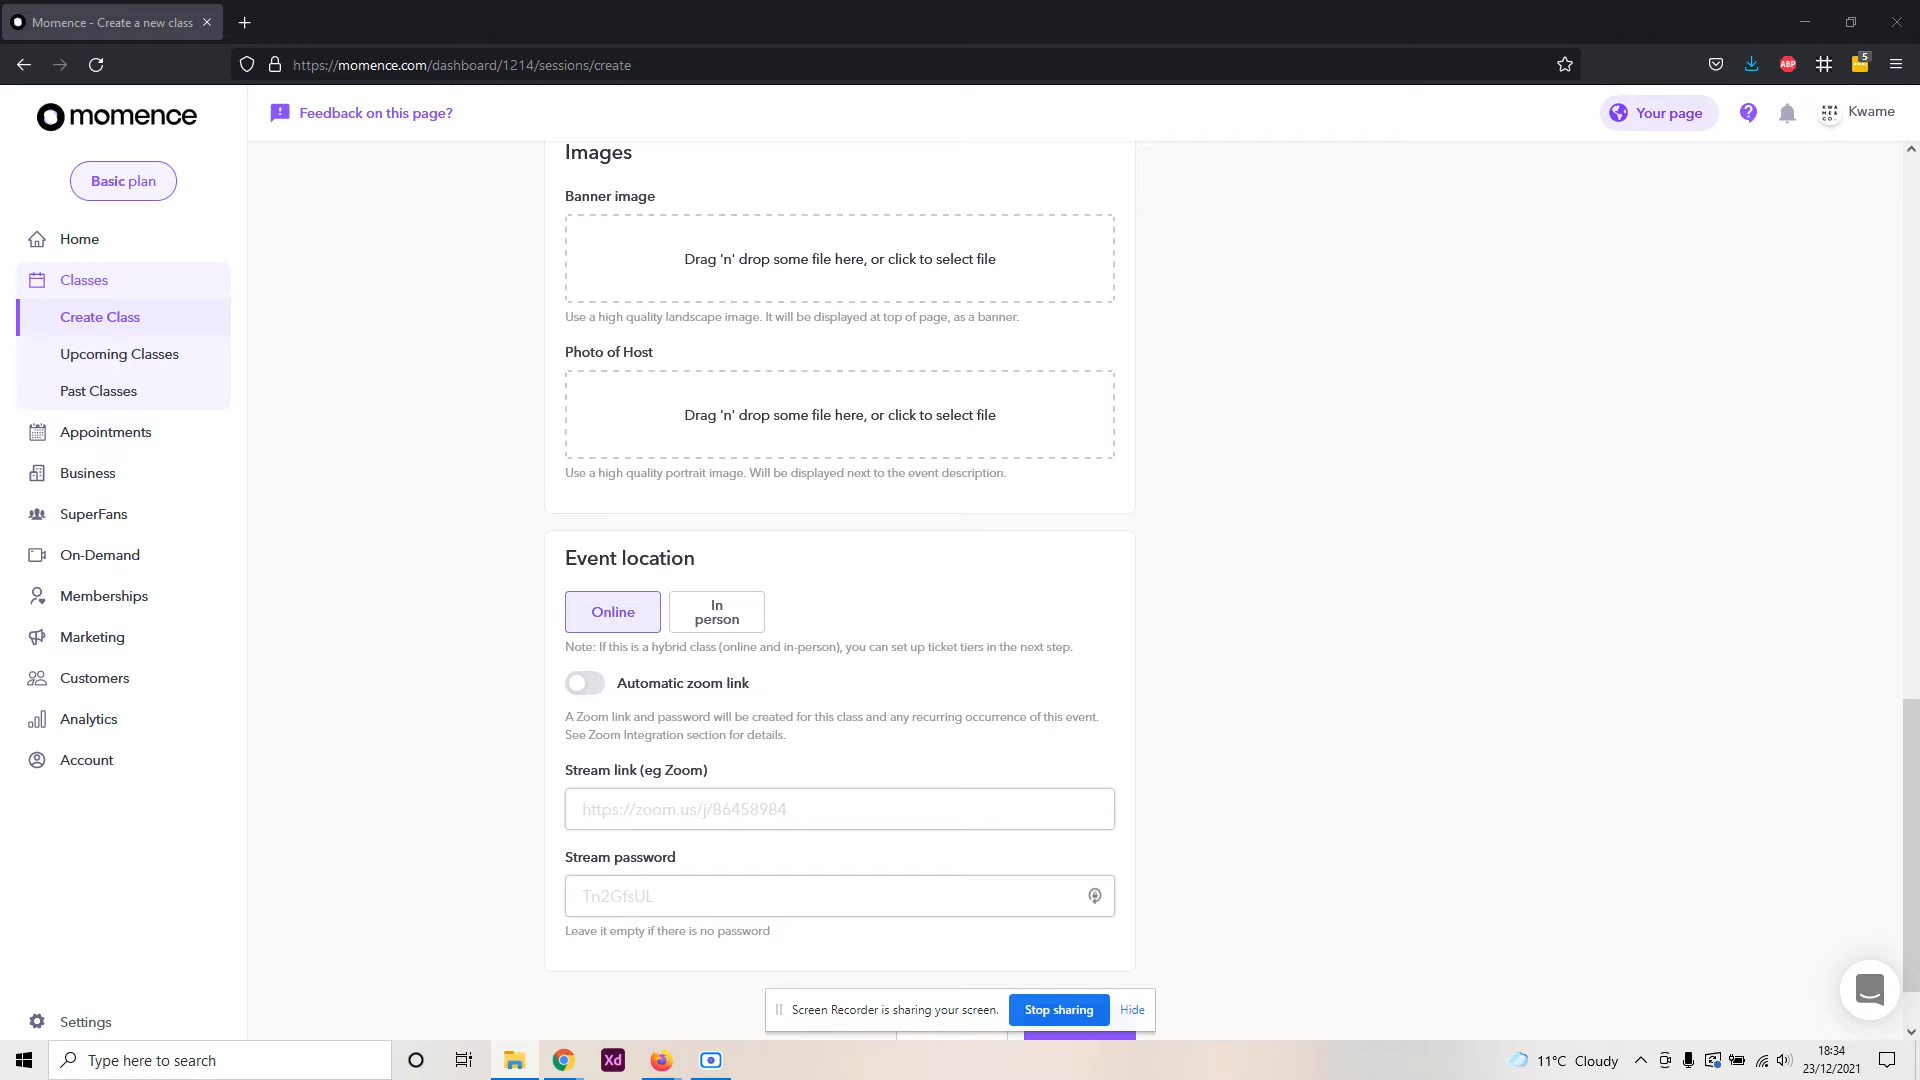 Momence - Create a new class
https://momence.com/dashboard/1214/sessions/create
ABP
5
momence
Feedback on this page?
Your page
KWA
MEA
CO.
Kwame
Basic plan
Home
Classes
Create Class
Upcoming Classes
Past Classes
Appointments
Business
SuperFans
On-Demand
Memberships
Marketing
Customers
Analytics
Account
Settings
Images
Banner image
Drag 'n' drop some file here, or click to select file
Use a high quality landscape image. It will be displayed at top of page, as a banner.
Photo of Host
Drag 'n' drop some file here, or click to select file
Use a high quality portrait image. Will be displayed next to the event description.
Event location
Online
In
person
Note: If this is a hybrid class (online and in-person), you can set up ticket tiers in the next step.
Automatic zoom link
A Zoom link and password will be created for this class and any recurring occurrence of this event.
See Zoom Integration section for details.
Stream link (eg Zoom)
https://zoom.us/j/86458984
Stream password
Tn2GfsUL
Leave it empty if there is no password
Screen Recorder is sharing your screen.
Stop sharing
Hide
Type here to search
Xd
11°C Cloudy
18:34
23/12/2021